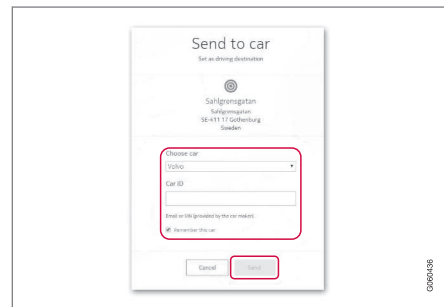 Send to car
Set as driving destination
Sahlgrensgatan
Sahlgrensgatan
SE-411 17 Gothenburg
Sweden
Choose car
Volvo
Car ID
Email or VIN (provided by the car maker).
Remember this car
Cancel
Send
G060436